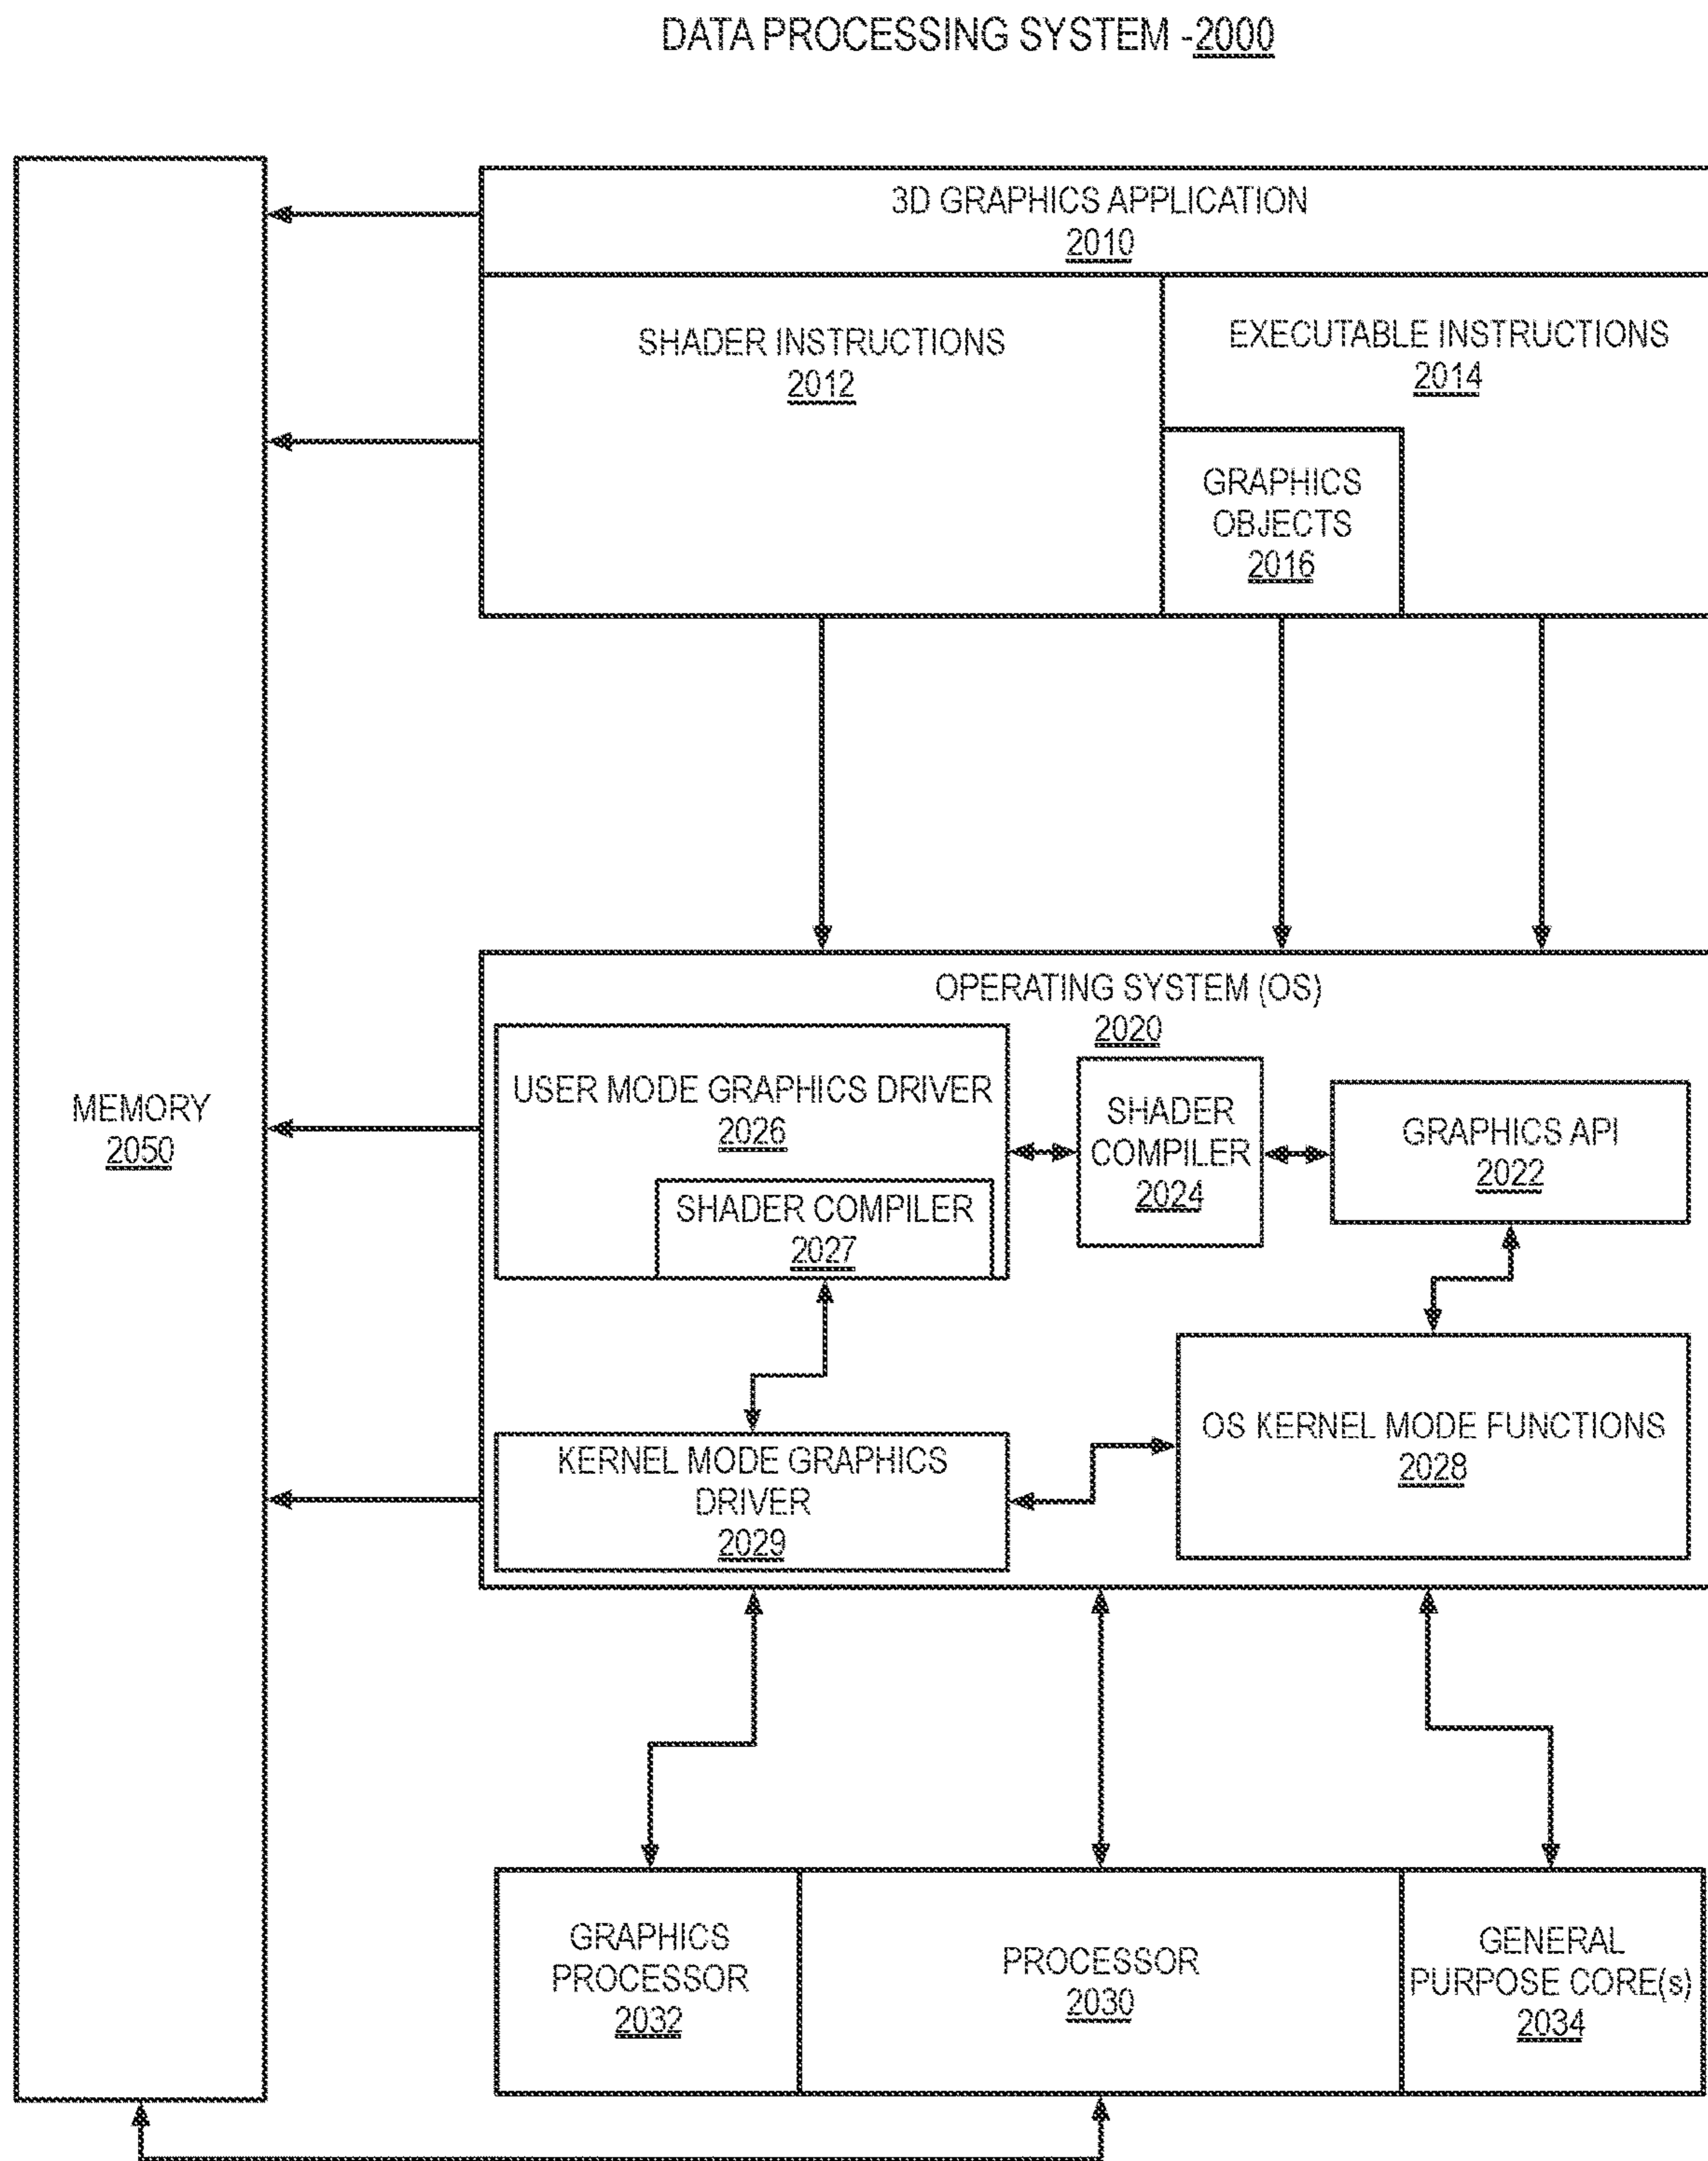 DATA PROCESSING SYSTEM -2000
3D GRAPHICS APPLICATION
2010
SHADER INSTRUCTIONS
2012
EXECUTABLE INSTRUCTIONS
2014
GRAPHICS
OBJECTS
2016
OPERATING SYSTEM (OS)
2020
USER MODE GRAPHICS DRIVER
2026
SHADER COMPILER
2027
SHADER
COMPILER
2024
GRAPHICS API
2022
MEMORY
2050
KERNEL MODE GRAPHICS
DRIVER
2029
OS KERNEL MODE FUNCTIONS
2028
GRAPHICS
PROCESSOR
2032
PROCESSOR
2030
GENERAL
PURPOSE CORE(s)
2034